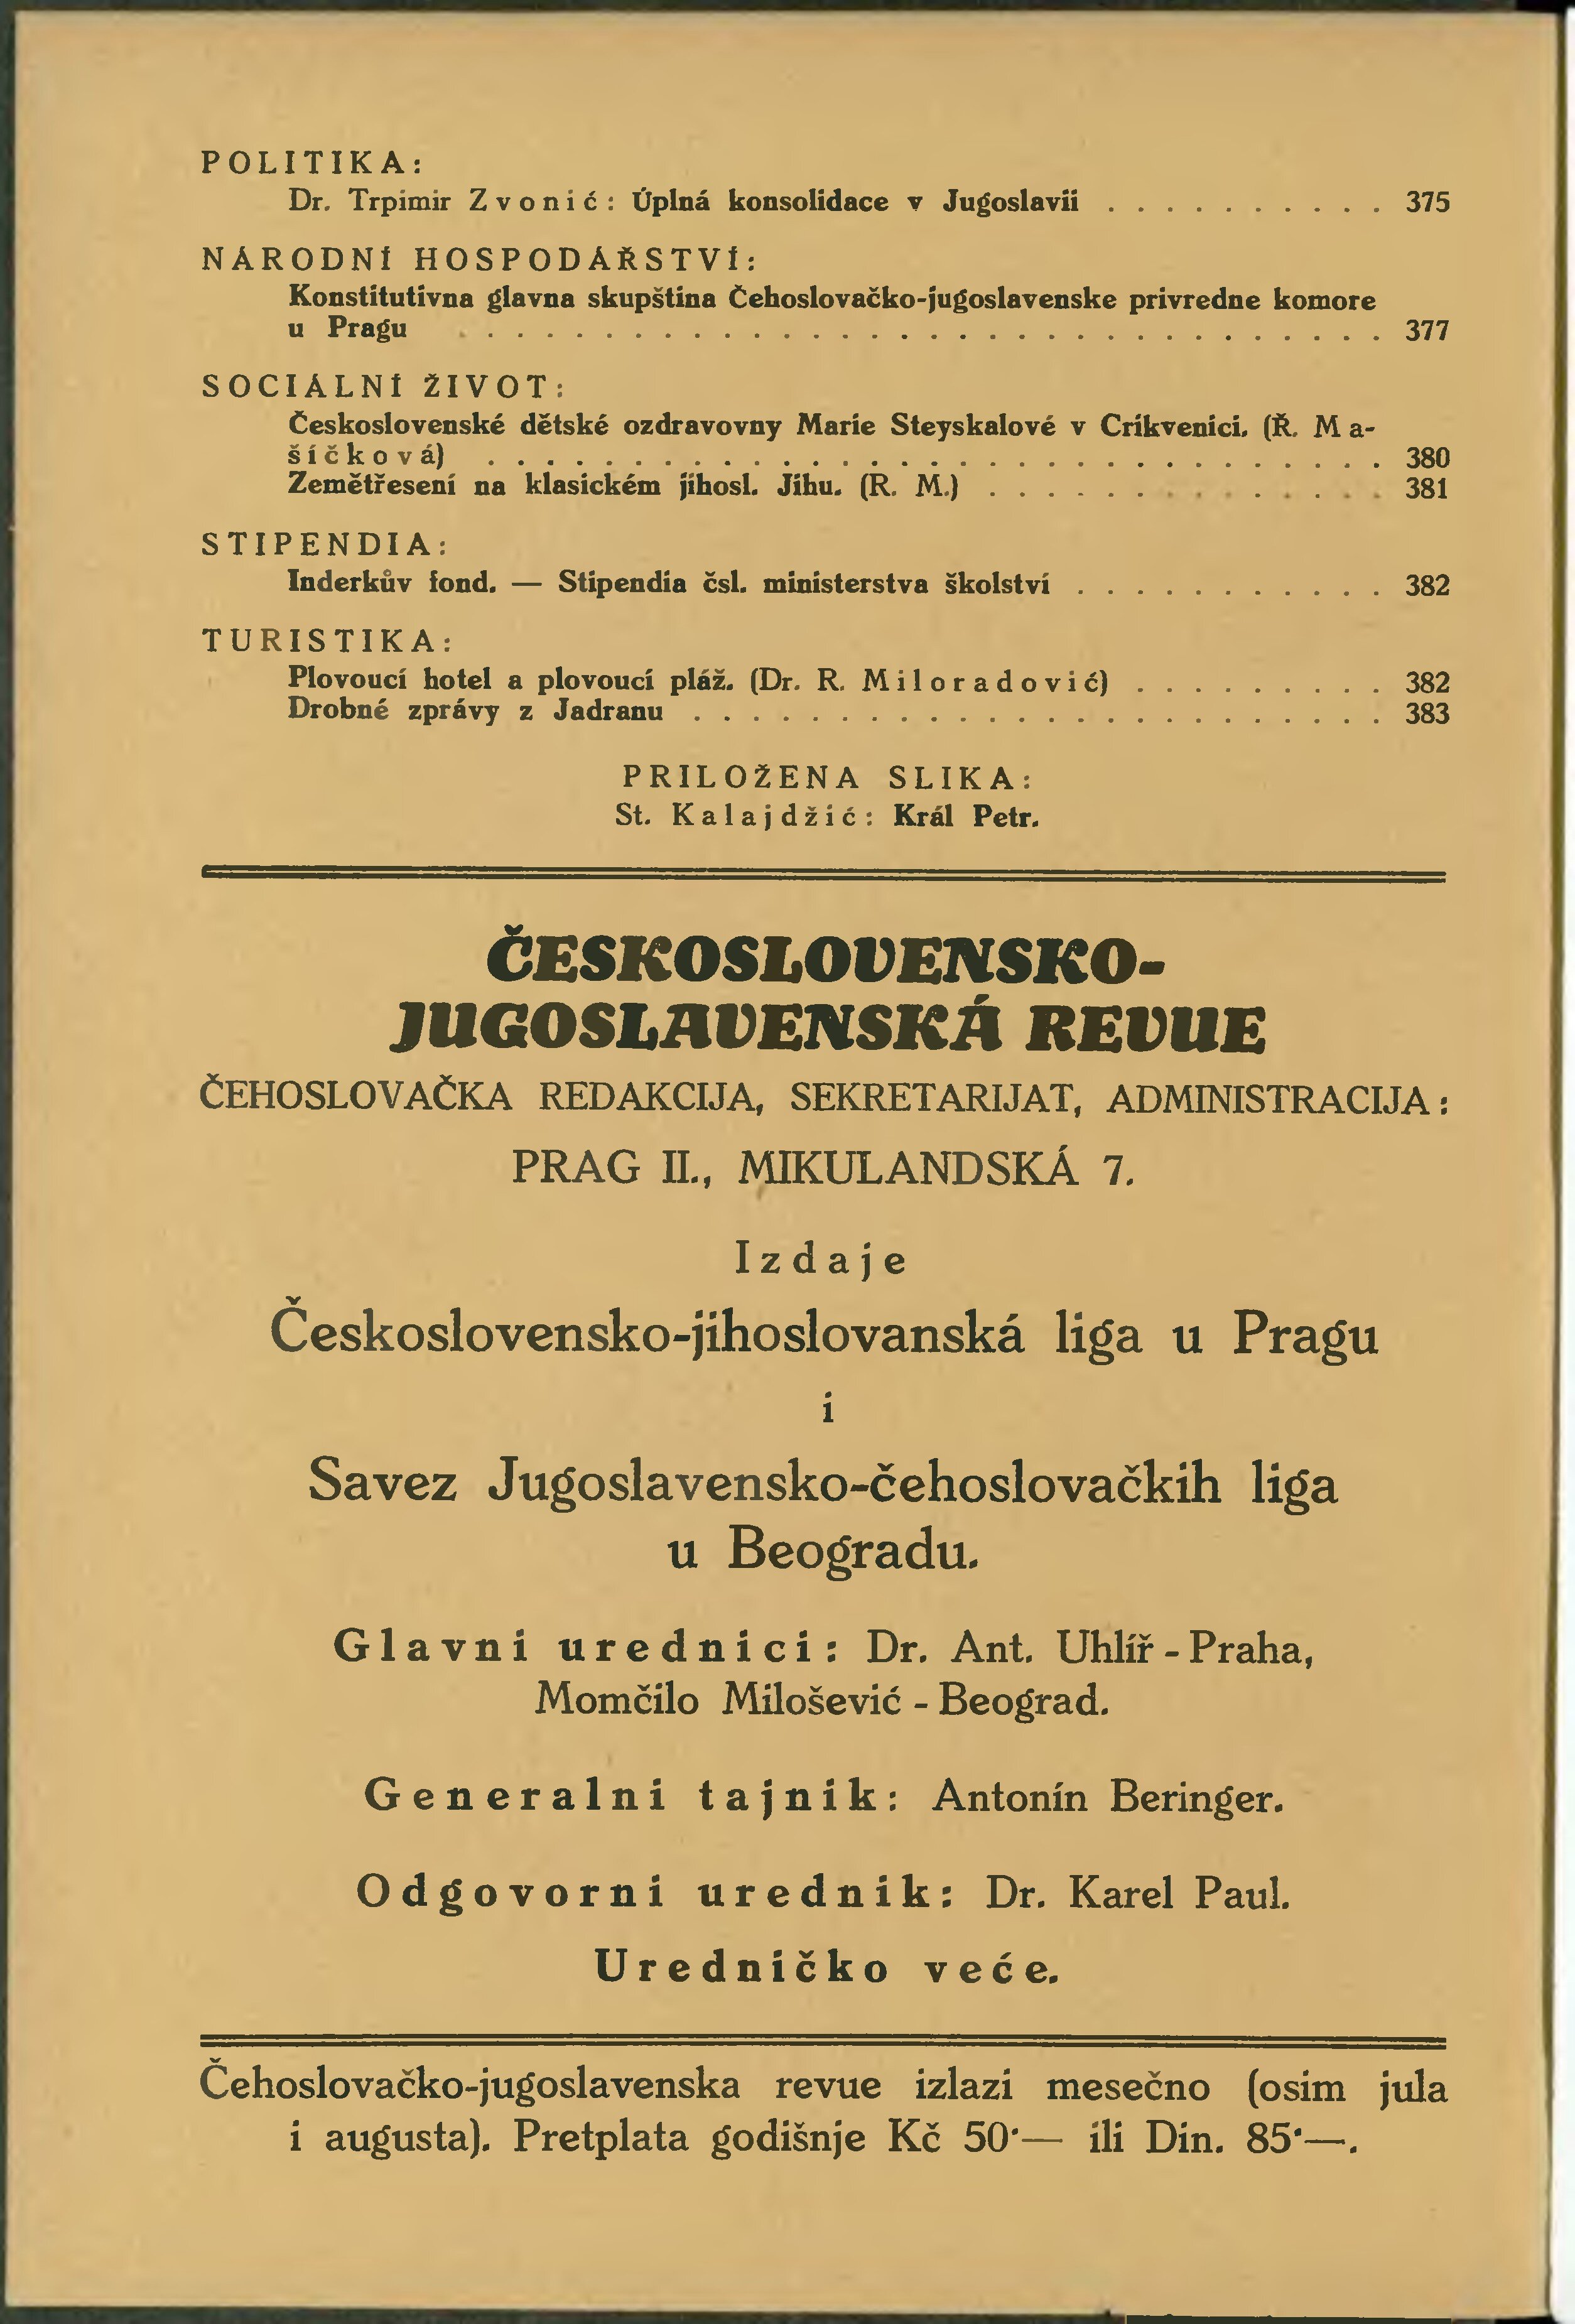 POLITIKA:
Dr. Trpimir Zvonić: Úplná konsolidace v Jugoslavii . . . . . . . . . . 375
NÁRODNÍ HOSPODÁŘSTVÍ:
Konstitutivna glavna skupština Čehoslovačko-jugoslavenske privredne komore
u Pragu . . . . . . . . . . . . . . . . . . . . . . . . . . . . . . . . 377
SOCIÁLNÍ ŽIVOT:
Československé dětské ozdravovny Marie Steyskalové v Crikvenici. (Ř. Ma-
šíčková) . . . . . . . . . . . . . . . . . . . . . . . . . . . . . . . 380
Zemětřesení na klasickém jihosl. Jihu. (R. M.) . . . . . . . . . . . . . . 381
STIPENDIA:
Inderkův fond. — Stipendia čsl. ministerstva školství . . . . . . . . . . . 382
TURISTIKA:
Plovoucí hotel a plovoucí pláž. (Dr. R. Miloradović) . . . . . . . . . 382
Drobné zprávy z Jadranu . . . . . . . . . . . . . . . . . . . . . . . . 383
PRILOŽENA SLIKA:
St. Kalajdžić: Král Petr.
ČESKOSLOVENSKO-
JUGOSLAVENSKÁ REVUE
ČEHOSLOVAČKA REDAKCIJA, SEKRETARIJAT, ADMINISTRACIJA:
PRAG II., MIKULANDSKÁ 7.
Izdaje
Československo-jihoslovanská liga u Pragu
i
Savez Jugoslavensko-čehoslovačkih liga
u Beogradu.
Glavni urednici: Dr. Ant. Uhlíř - Praha,
Momčilo Milošević - Beograd.
Generalni tajnik: Antonín Beringer.
Odgovorni urednik: Dr. Karel Paul.
Uredničko veće.
Čehoslovačko-jugoslavenska revue izlazi mesečno (osim jula
i augusta). Pretplata godišnje Kč 50·— ili Din. 85·—.